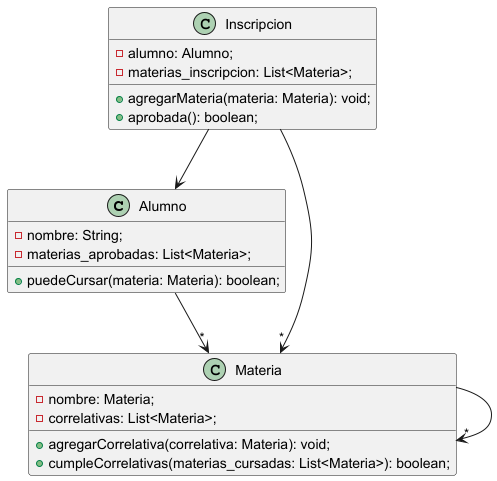 C Inscripcion
alumno: Alumno;
materias_inscripcion: List<Materia>;
agregarMateria(materia: Materia): void;
aprobada(): boolean;
C Alumno
nombre: String;
materias_aprobadas: List<Materia>;
puedeCursar(materia: Materia): boolean;
*
*
C Materia
nombre: Materia;
correlativas: List<Materia>;
*
agregarCorrelativa(correlativa: Materia): void;
cumpleCorrelativas(materias_cursadas: List<Materia>): boolean;